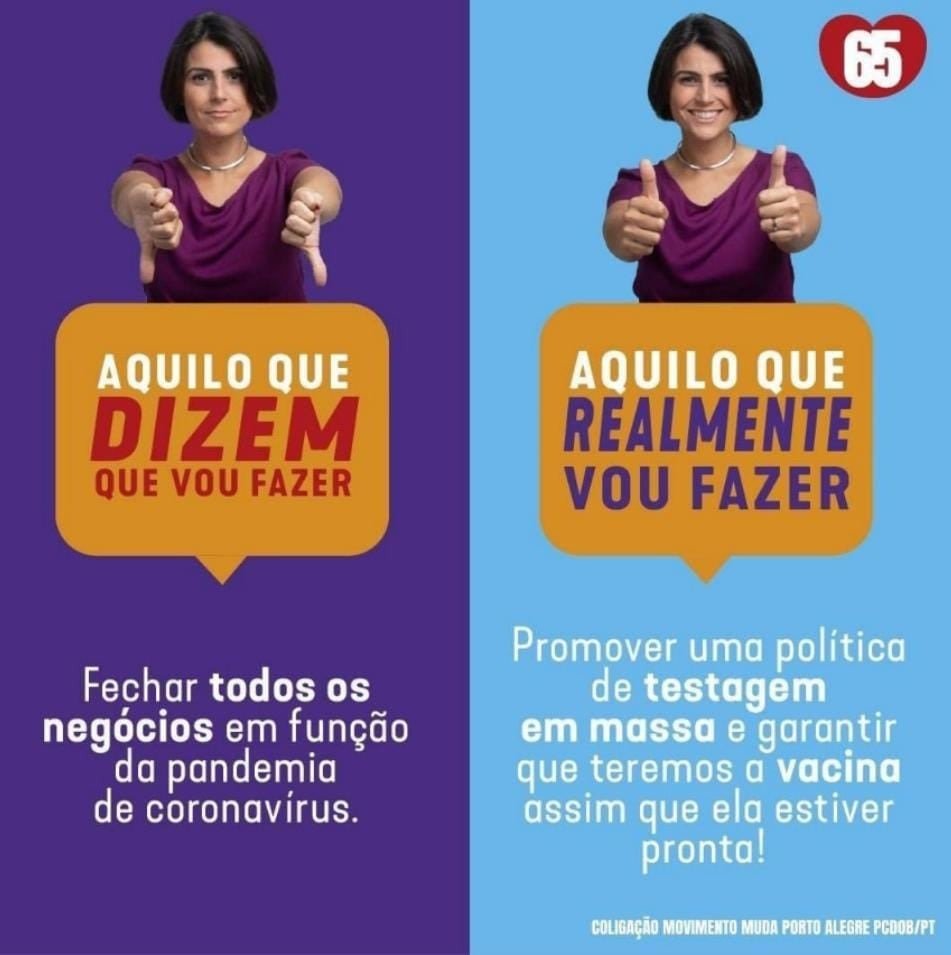 65
AQUILO QUE
DIZEM
QUE VOU FAZER
Fechar todos os
negócios em função
da pandemia
de coronavírus.
AQUILO QUE
REALMENTE
VOU FAZER
Promover uma política
de testagem
em massa e garantir
que teremos a vacina
assim que ela estiver
pronta!
COLIGAÇÃO MOVIMENTO MUDA PORTO ALEGRE PCDOB/PT